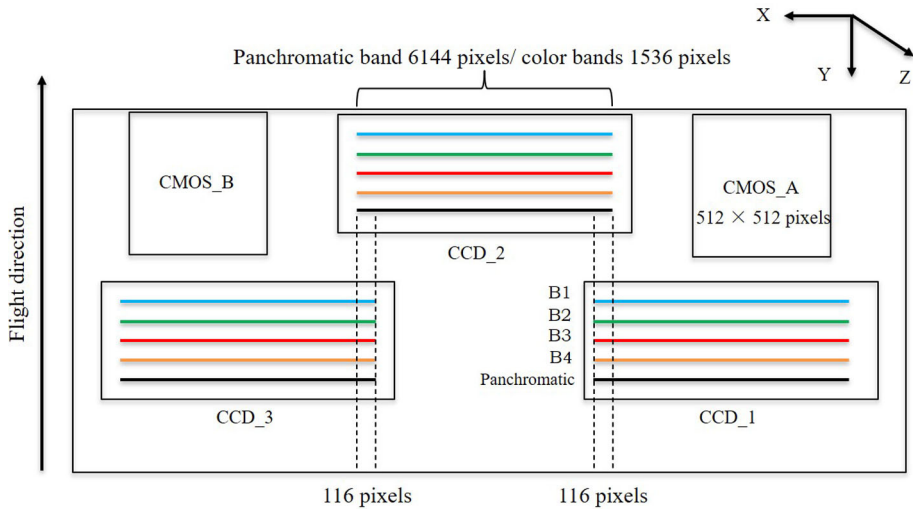 X
Y
Z
Panchromatic band 6144 pixels/ color bands 1536 pixels
Flight direction
CMOS_B
CMOS_A
512 × 512 pixels
CCD_2
B1
B2
B3
B4
Panchromatic
CCD_3
CCD_1
116 pixels
116 pixels